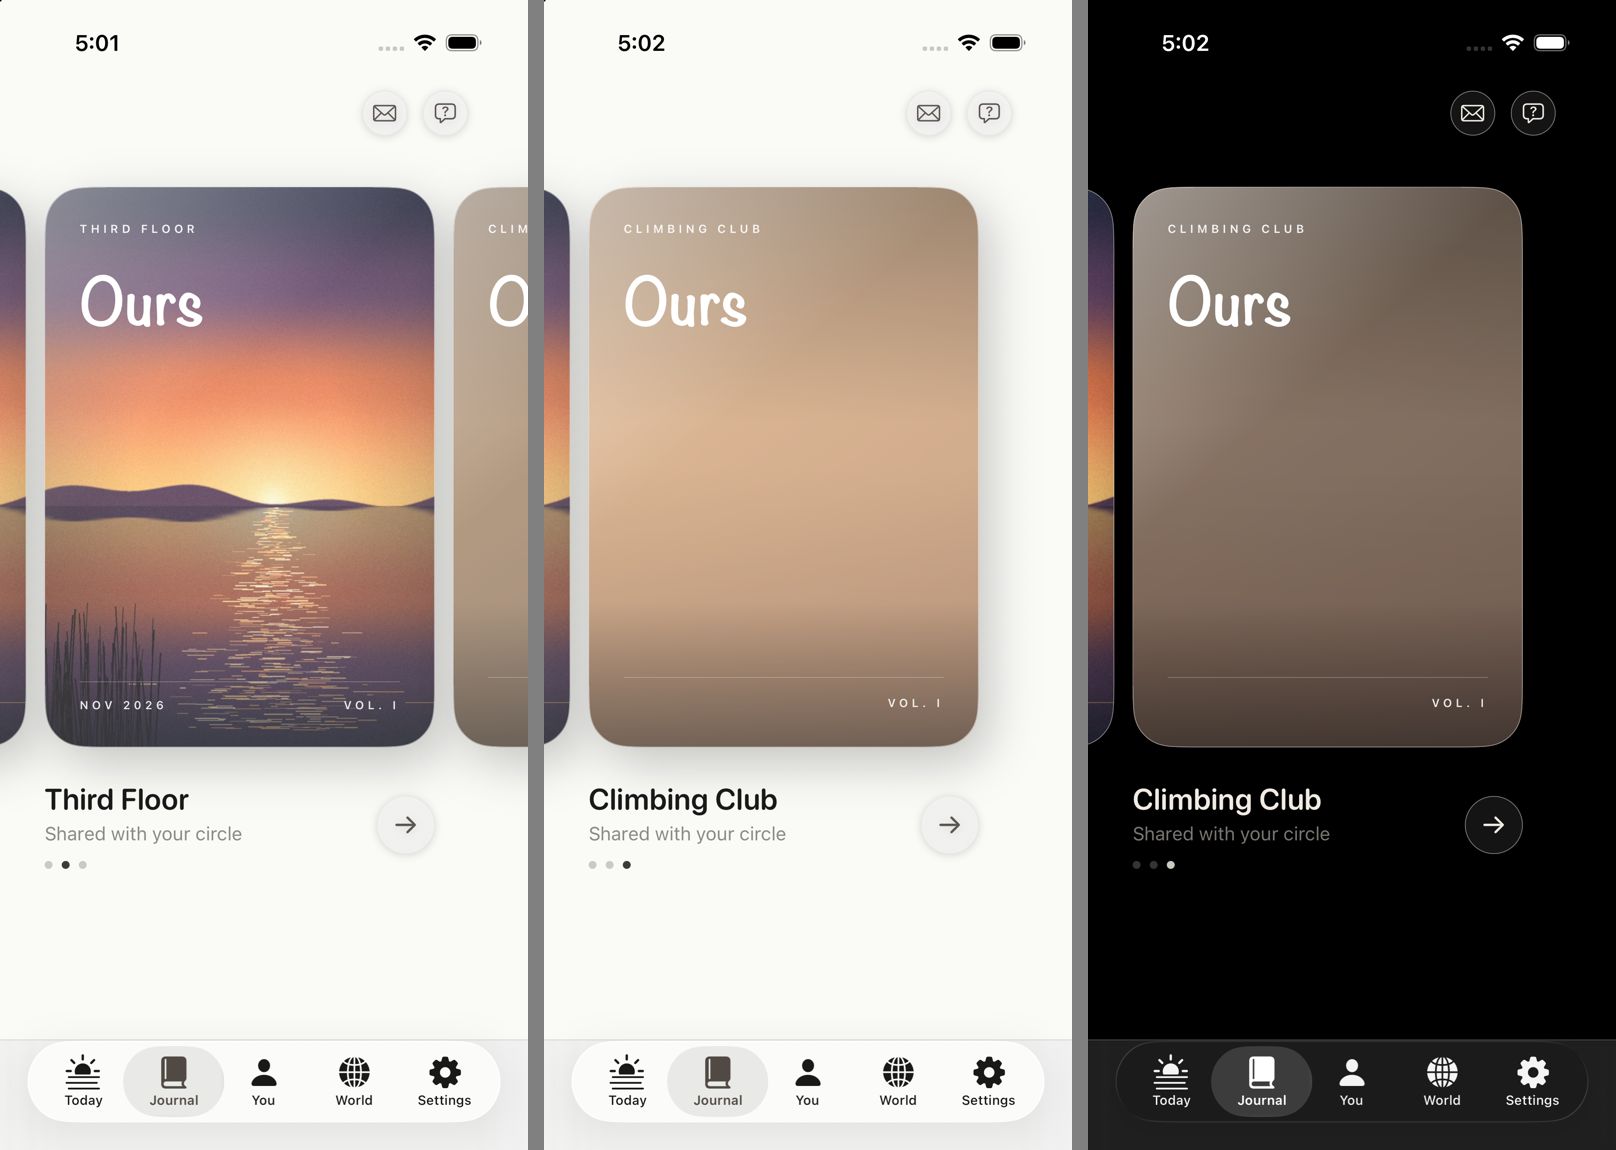 5:01
THIRD FLOOR
Ours
NOV 2026
VOL. I
CLIM
O
Third Floor
Shared with your circle
Today
Journal
You
World
Settings
5:02
CLIMBING CLUB
Ours
VOL. I
Climbing Club
Shared with your circle
Today
Journal
You
World
Settings
5:02
CLIMBING CLUB
Ours
VOL. I
Climbing Club
Shared with your circle
Today
Journal
You
World
Settings